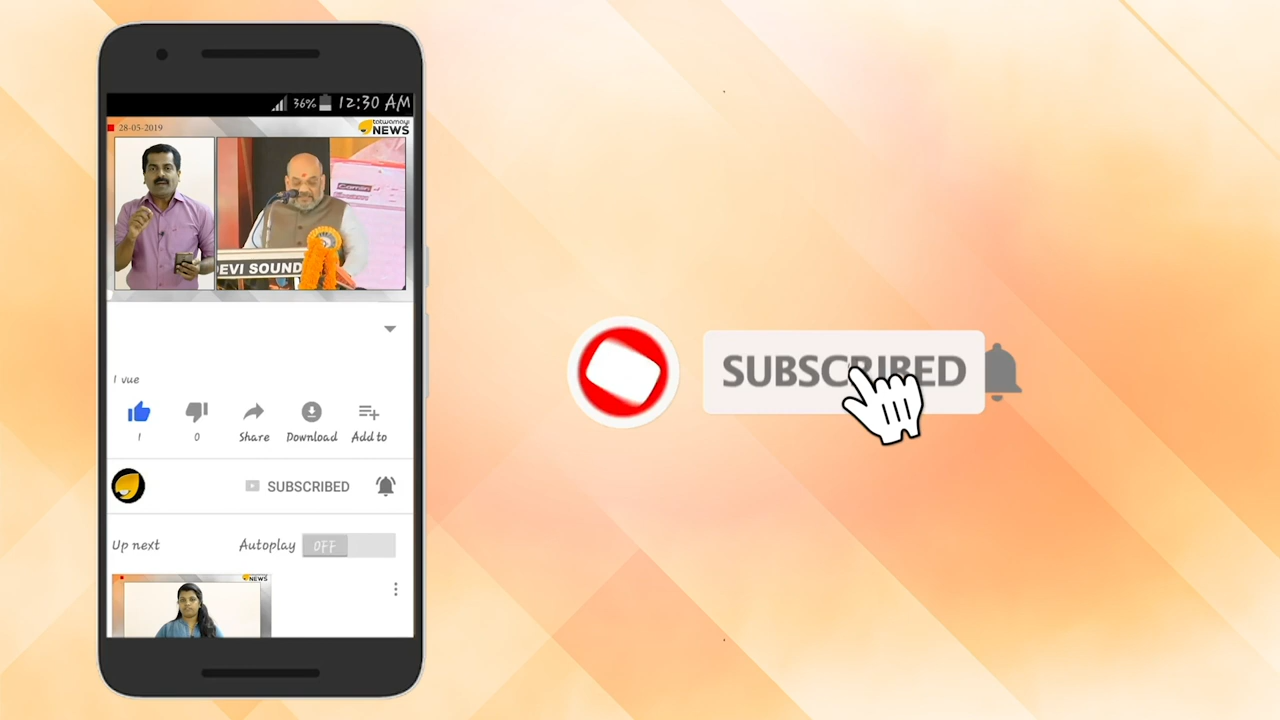 36% 12:30 AM
28-05-2019
tatwamayi
NEWS
DEVI SOUND
1 vue
1
0
Share
Download
Add to
SUBSCRIBED
Up next
Autoplay
OFF
NEWS
SUBSCRIBED